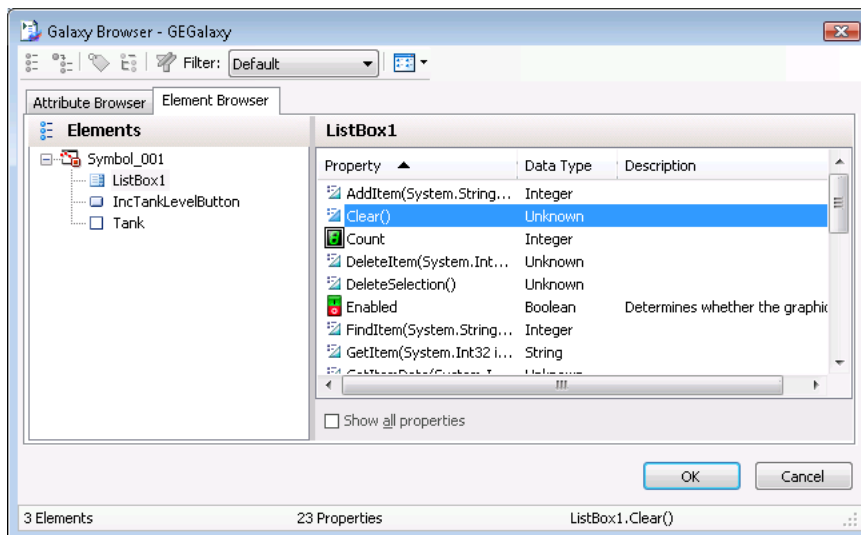 Galaxy Browser - GEGalaxy
Filter: Default
Attribute Browser Element Browser
Elements
Symbol_001
ListBox1
IncTankLevelButton
Tank
ListBox1
Property Data Type Description
AddItem(System.String... Integer
Clear() Unknown
Count Integer
DeleteItem(System.Int... Unknown
DeleteSelection() Unknown
Enabled Boolean Determines whether the graphic
FindItem(System.String... Integer
GetItem(System.Int32 i... String
Show all properties
OK Cancel
3 Elements 23 Properties ListBox1.Clear()